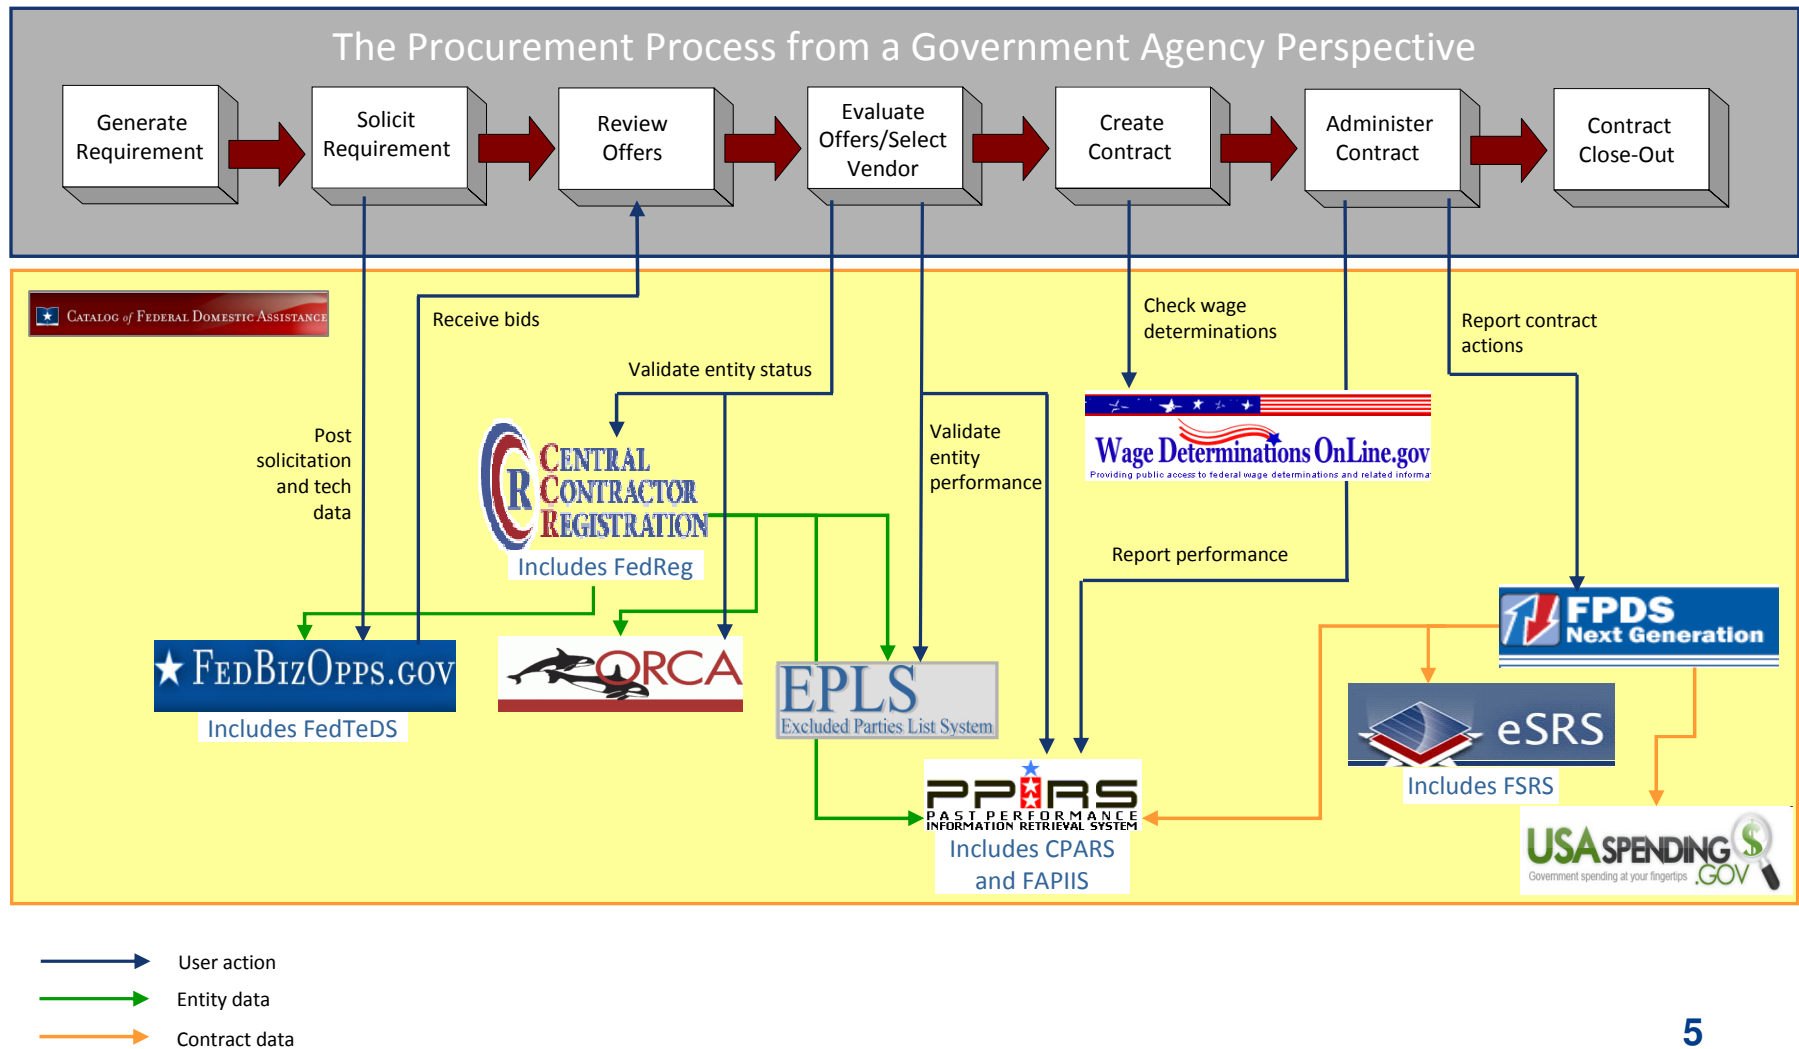 The Procurement Process from a Government Agency Perspective
Generate
Requirement
Solicit
Requirement
Review
Offers
Evaluate
Offers/Select
Vendor
Create
Contract
Administer
Contract
Contract
Close-Out
CATALOG of FEDERAL DOMESTIC ASSISTANCE
Receive bids
Check wage
determinations
Report contract
actions
Validate entity status
Post
solicitation
and tech
data
Validate
entity
performance
CR
CENTRAL
CONTRACTOR
REGISTRATION
Includes FedReg
Wage Determinations OnLine.gov
Providing public access to federal wage determinations and related informa
Report performance
FPDS
Next Generation
FEDBIZOPPS.GOV
Includes FedTeDS
ORCA
EPLS
Excluded Parties List System
eSRS
Includes FSRS
PPIRS
PAST PERFORMANCE
INFORMATION RETRIEVAL SYSTEM
Includes CPARS
and FAPIIS
USASPENDING
.GOV
Government spending at your fingertips
$
User action
Entity data
Contract data
5